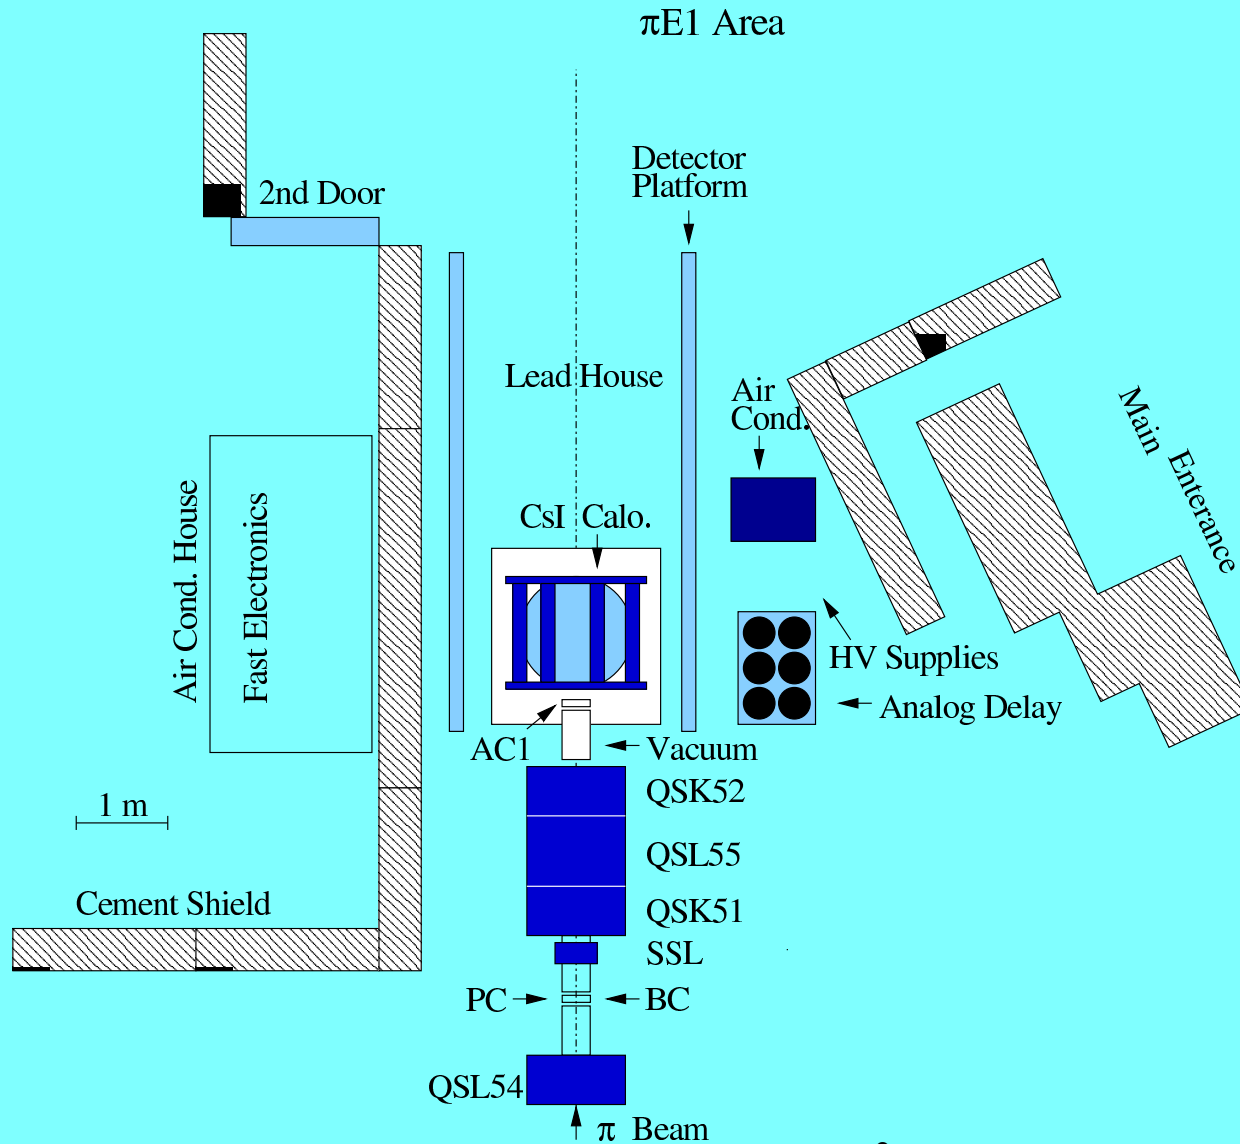 πE1 Area
Detector
Platform
2nd Door
Lead House
Air
Cond.
Main Enterance
CsI Calo.
Air Cond. House
Fast Electronics
HV Supplies
Analog Delay
AC1
Vacuum
QSK52
1 m
QSL55
Cement Shield
QSK51
SSL
PC
BC
QSL54
π Beam